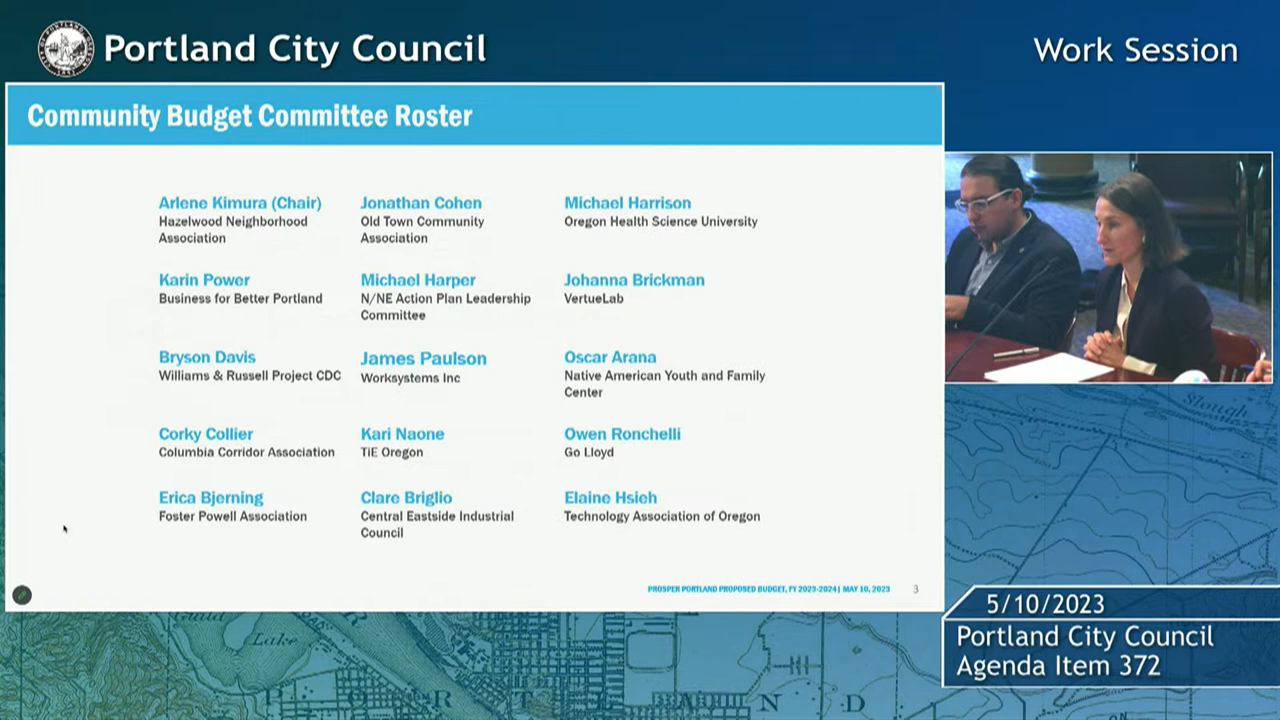 Portland City Council
Work Session
Community Budget Committee Roster
Arlene Kimura (Chair)
Hazelwood Neighborhood
Association
Jonathan Cohen
Old Town Community
Association
Michael Harrison
Oregon Health Science University
Karin Power
Business for Better Portland
Michael Harper
N/NE Action Plan Leadership
Committee
Johanna Brickman
VertueLab
Bryson Davis
Williams & Russell Project CDC
James Paulson
Worksystems Inc
Oscar Arana
Native American Youth and Family
Center
Corky Collier
Columbia Corridor Association
Kari Naone
TiE Oregon
Owen Ronchelli
Go Lloyd
Erica Bjerning
Foster Powell Association
Clare Briglio
Central Eastside Industrial
Council
Elaine Hsieh
Technology Association of Oregon
PROSPER PORTLAND PROPOSED BUDGET, FY 2023-2024 | MAY 10, 2023
3
Slough
5/10/2023
Portland City Council
Agenda Item 372
Guild
Lake
P O R T L A N D